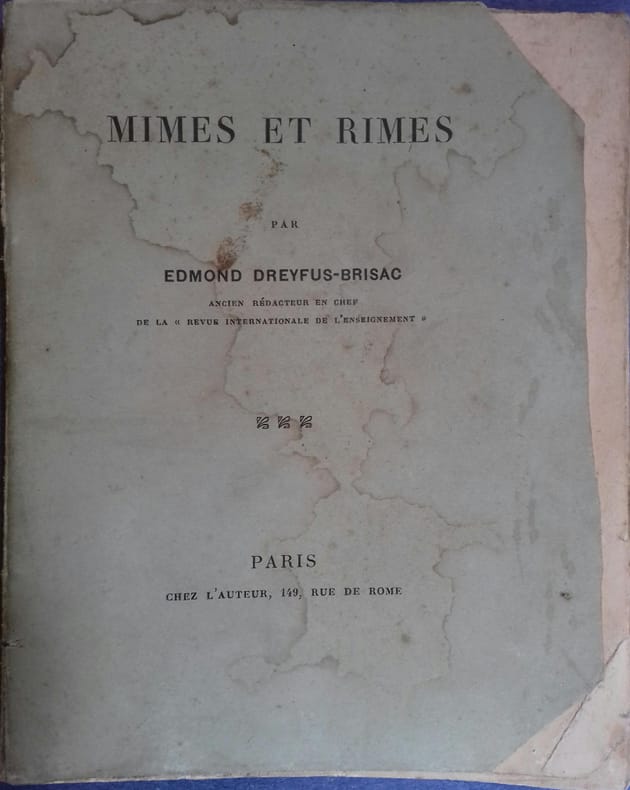 MIMES ET RIMES
PAR
EDMOND DREYFUS-BRISAC
ANCIEN RÉDACTEUR EN CHEF
DE LA « REVUE INTERNATIONALE DE L'ENSEIGNEMENT »
PARIS
CHEZ L'AUTEUR, 149, RUE DE ROME